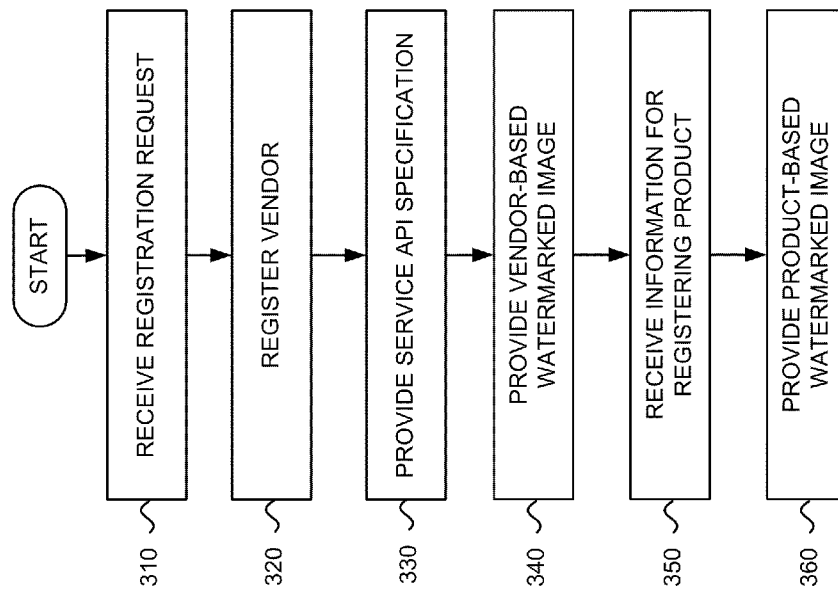 START
310
RECEIVE REGISTRATION REQUEST
320
REGISTER VENDOR
330
PROVIDE SERVICE API SPECIFICATION
340
PROVIDE VENDOR-BASED
WATERMARKED IMAGE
350
RECEIVE INFORMATION FOR
REGISTERING PRODUCT
360
PROVIDE PRODUCT-BASED
WATERMARKED IMAGE